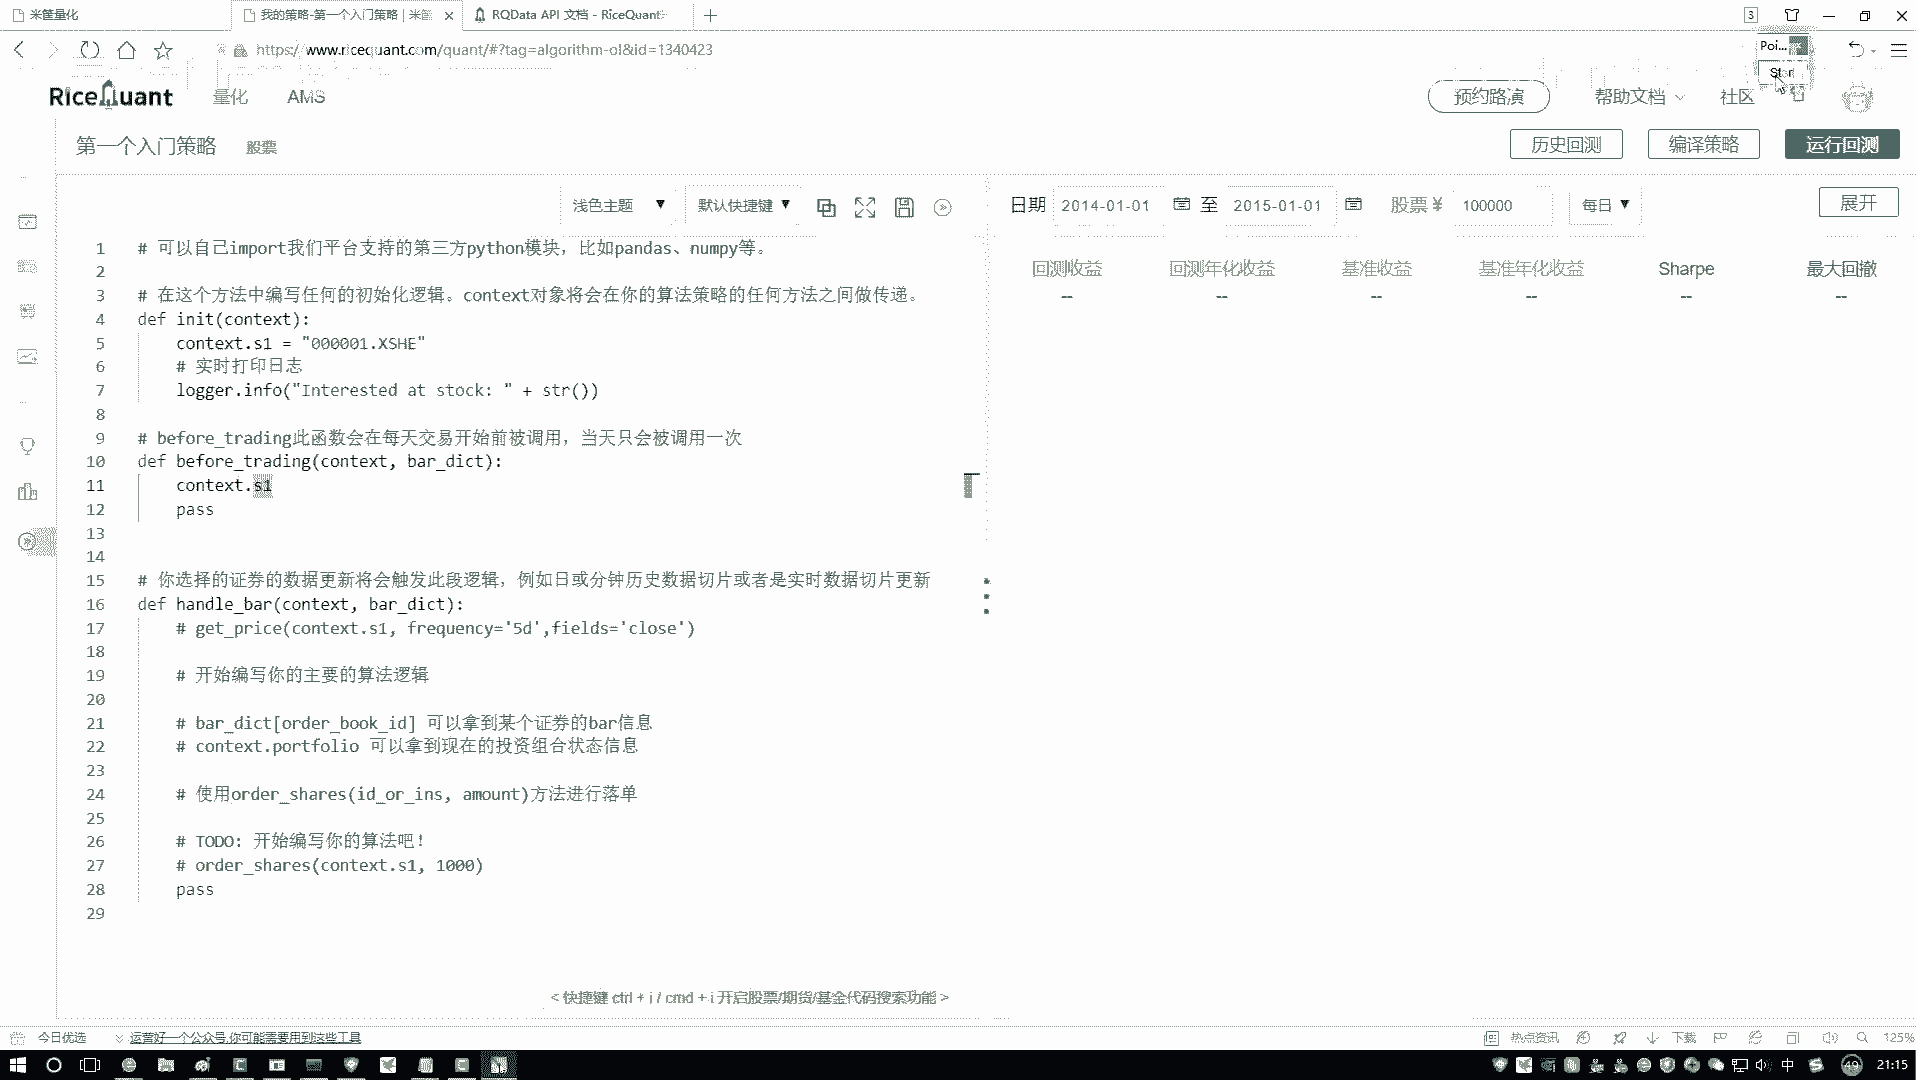 米筐量化
我的策略-第一个入门策略 | 米筐
RQData API 文档 - RiceQuant
3
https://www.ricequant.com/quant/#?tag=algorithm-ol&id=1340423
Poi...
RiceQuant
量化
AMS
预约路演
帮助文档
社区
第一个入门策略
股票
历史回测
编译策略
运行回测
浅色主题
默认快捷键
日期
2014-01-01
至
2015-01-01
股票 ¥
100000
每日
展开
回测收益
回测年化收益
基准收益
基准年化收益
Sharpe
最大回撤
--
--
--
--
--
--
1 # 可以自己import我们平台支持的第三方python模块，比如pandas、numpy等。
2
3 # 在这个方法中编写任何的初始化逻辑。context对象将会在你的算法策略的任何方法之间做传递。
4 def init(context):
5 context.s1 = "000001.XSHE"
6 # 实时打印日志
7 logger.info("Interested at stock: " + str())
8
9 # before_trading此函数会在每天交易开始前被调用，当天只会被调用一次
10 def before_trading(context, bar_dict):
11 context.s1
12 pass
13
14
15 # 你选择的证券的数据更新将会触发此段逻辑，例如日或分钟历史数据切片或者是实时数据切片更新
16 def handle_bar(context, bar_dict):
17 # get_price(context.s1, frequency='5d',fields='close')
18
19 # 开始编写你的主要的算法逻辑
20
21 # bar_dict[order_book_id] 可以拿到某个证券的bar信息
22 # context.portfolio 可以拿到现在的投资组合状态信息
23
24 # 使用order_shares(id_or_ins, amount)方法进行落单
25
26 # TODO: 开始编写你的算法吧！
27 # order_shares(context.s1, 1000)
28 pass
29
< 快捷键 ctrl + i / cmd + i 开启股票/期货/基金代码搜索功能 >
今日优选
运营好一个公众号,你可能需要用到这些工具
热点资讯
下载
125%
中
49
21:15